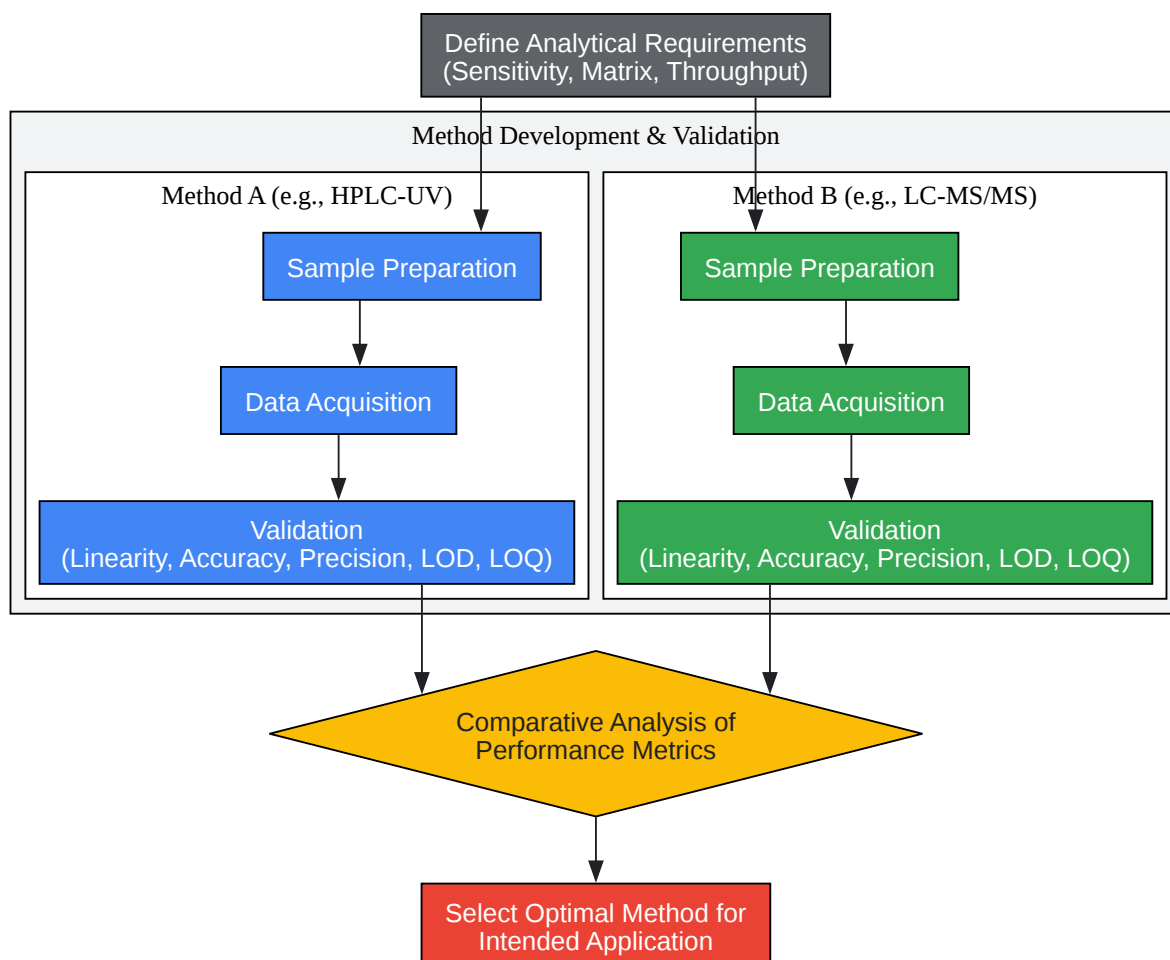 Define Analytical Requirements
(Sensitivity, Matrix, Throughput)
Method Development & Validation
Method A (e.g., HPLC-UV)
Sample Preparation
Data Acquisition
Validation
(Linearity, Accuracy, Precision, LOD, LOQ)
Method B (e.g., LC-MS/MS)
Sample Preparation
Data Acquisition
Validation
(Linearity, Accuracy, Precision, LOD, LOQ)
Comparative Analysis of
Performance Metrics
Select Optimal Method for
Intended Application